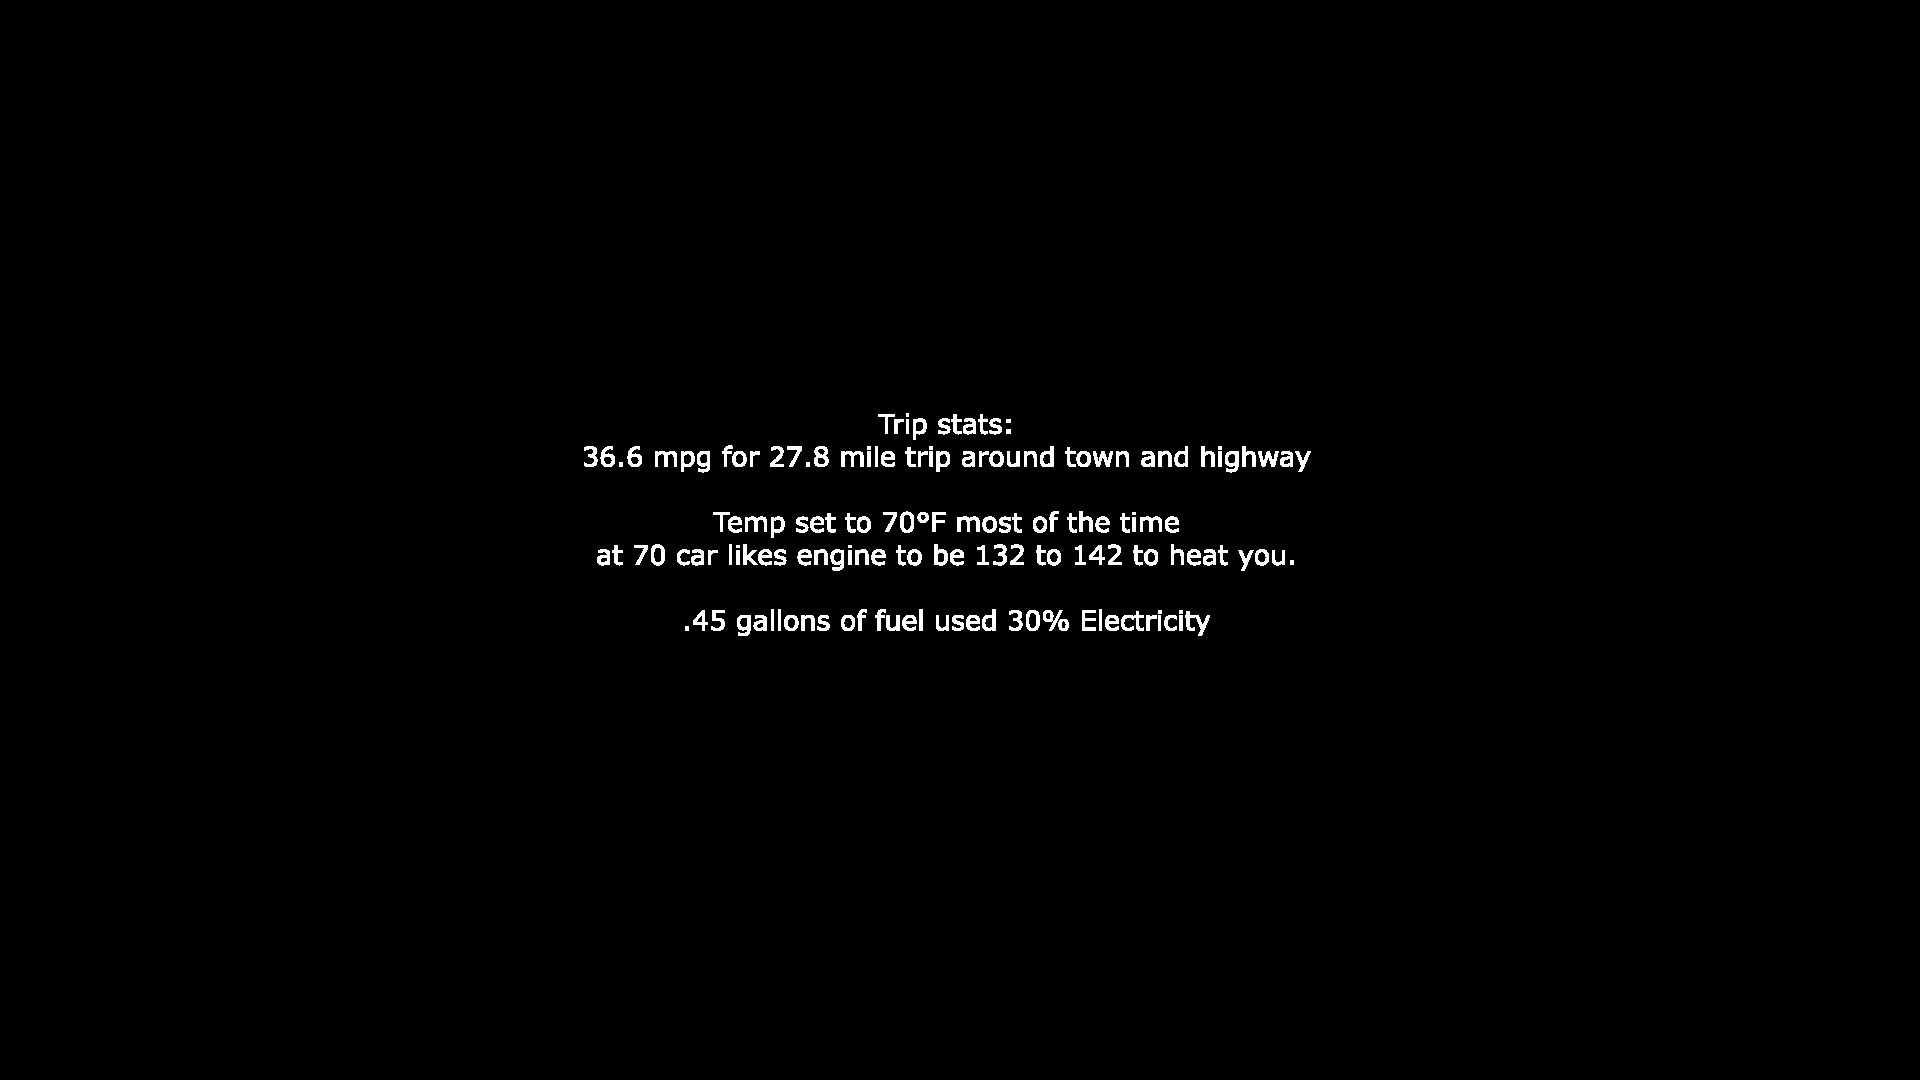 Trip stats:
36.6 mpg for 27.8 mile trip around town and highway
Temp set to 70°F most of the time
at 70 car likes engine to be 132 to 142 to heat you.
.45 gallons of fuel used 30% Electricity